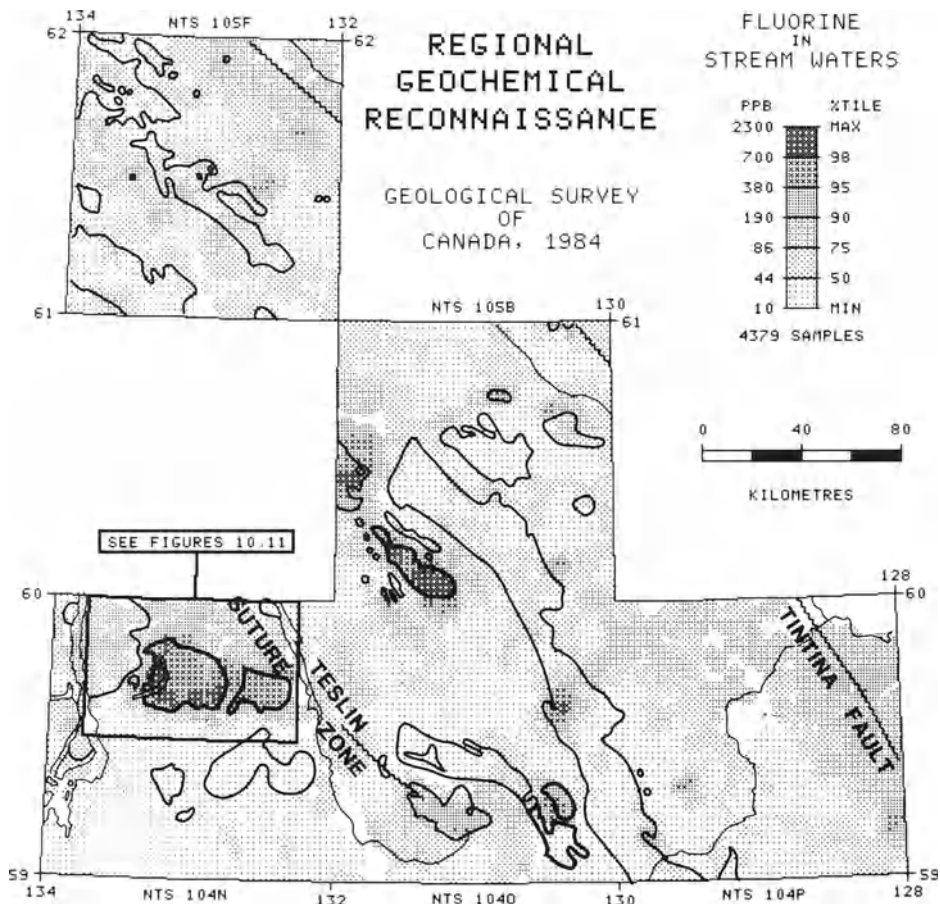 134
NTS 105F
132
62
62
REGIONAL
GEOCHEMICAL
RECONNAISSANCE
GEOLOGICAL SURVEY
OF
CANADA, 1984
FLUORINE
IN
STREAM WATERS
PPB %TILE
2300 MAX
700 98
380 95
190 90
86 75
44 50
10 MIN
4379 SAMPLES
61
NTS 105B
130
61
0 40 80
KILOMETRES
SEE FIGURES 10.11
60
128
60
SUTURE
TESLIN
ZONE
TINTINA
FAULT
59
59
134
NTS 104N
132
NTS 104O
130
NTS 104P
128